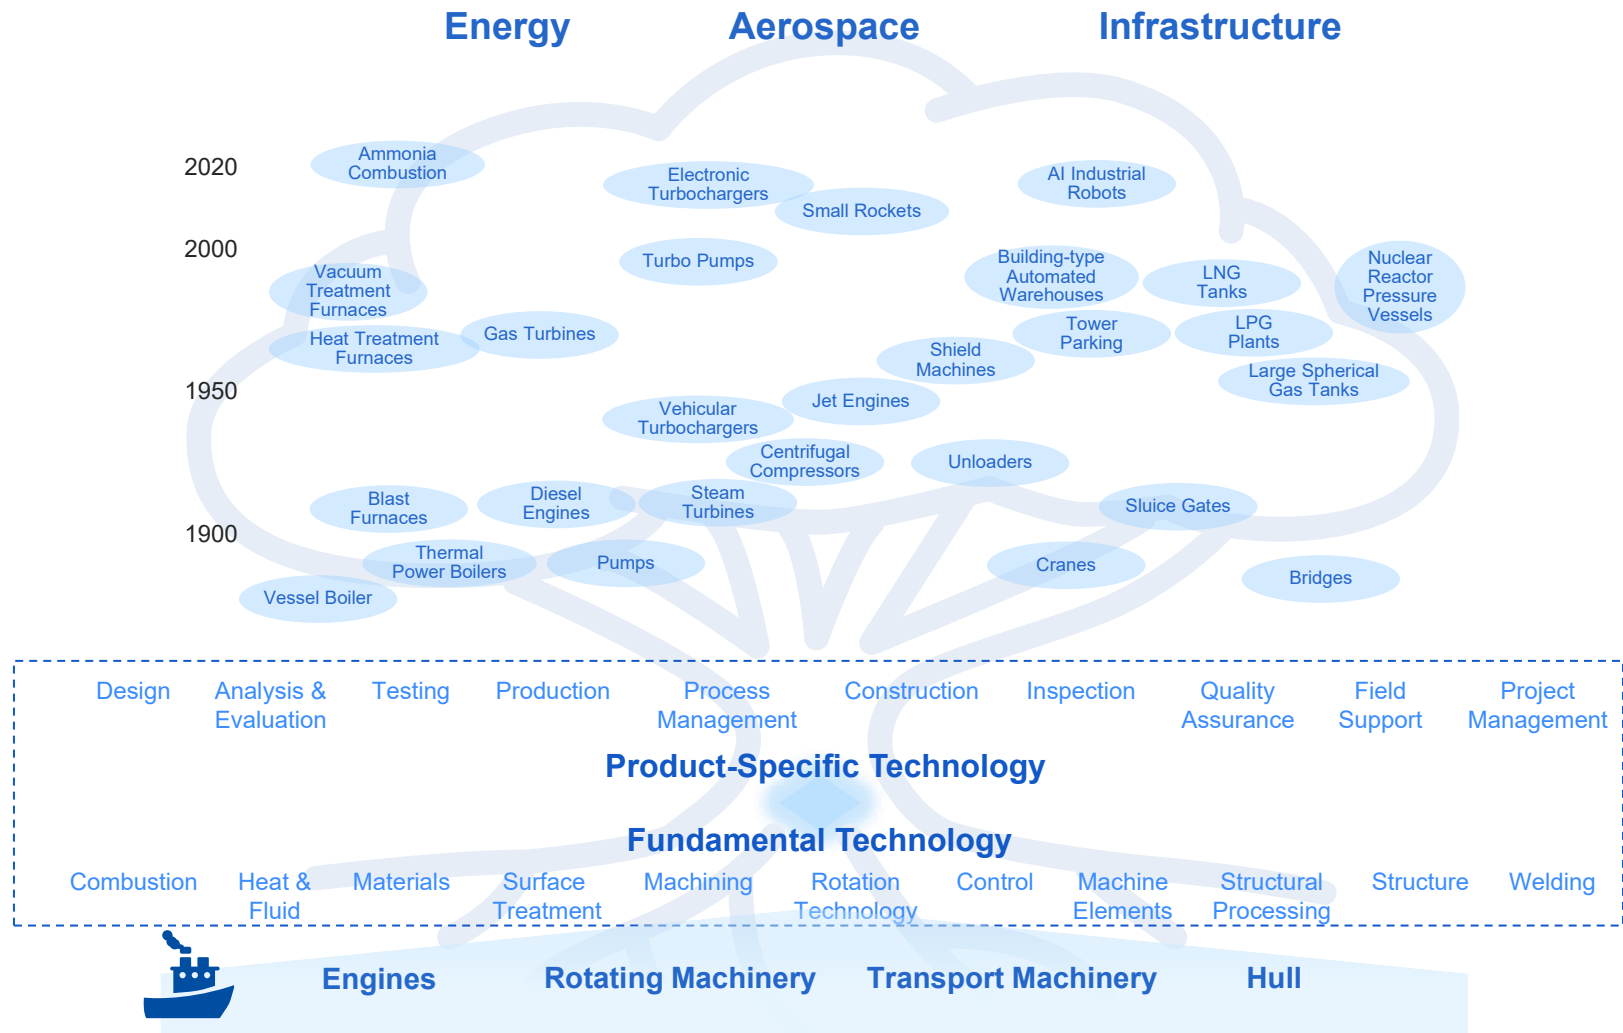 Energy
Aerospace
Infrastructure
2020
Ammonia
Combustion
Electronic
Turbochargers
Small Rockets
AI Industrial
Robots
2000
Vacuum
Treatment
Furnaces
Turbo Pumps
Building-type
Automated
Warehouses
LNG
Tanks
Nuclear
Reactor
Pressure
Vessels
Heat Treatment
Furnaces
Gas Turbines
Shield
Machines
Tower
Parking
LPG
Plants
1950
Vehicular
Turbochargers
Jet Engines
Large Spherical
Gas Tanks
Centrifugal
Compressors
Unloaders
Blast
Furnaces
Diesel
Engines
Steam
Turbines
Sluice Gates
1900
Thermal
Power Boilers
Pumps
Cranes
Bridges
Vessel Boiler
Design
Analysis &
Evaluation
Testing
Production
Process
Management
Construction
Inspection
Quality
Assurance
Field
Support
Project
Management
Product-Specific Technology
Fundamental Technology
Combustion
Heat &
Fluid
Materials
Surface
Treatment
Machining
Rotation
Technology
Control
Machine
Elements
Structural
Processing
Structure
Welding
Engines
Rotating Machinery
Transport Machinery
Hull